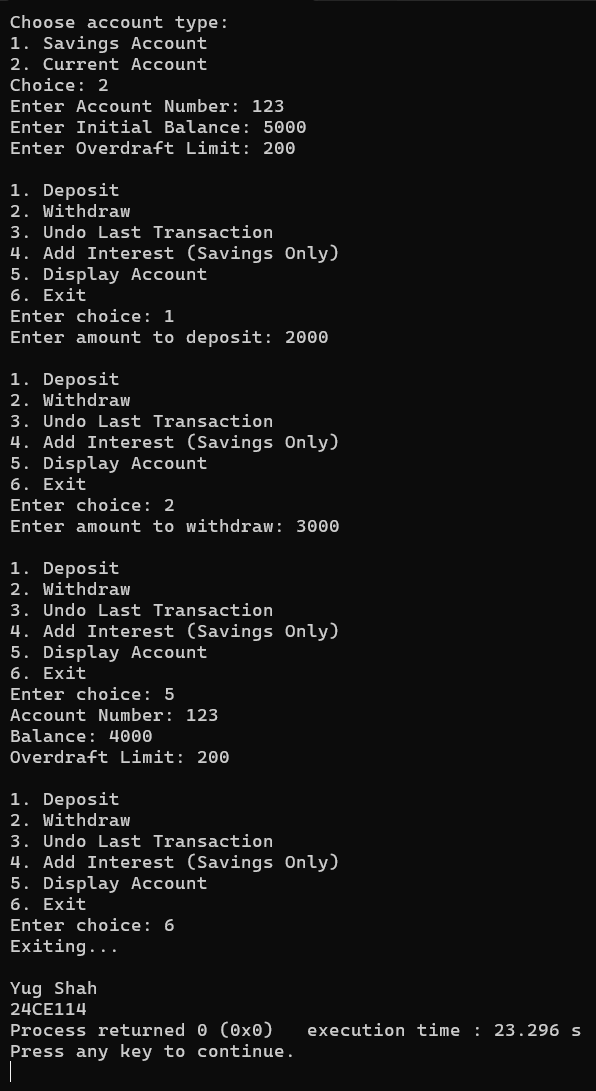 Choose account type:
1. Savings Account
2. Current Account
Choice: 2
Enter Account Number: 123
Enter Initial Balance: 5000
Enter Overdraft Limit: 200

1. Deposit
2. Withdraw
3. Undo Last Transaction
4. Add Interest (Savings Only)
5. Display Account
6. Exit
Enter choice: 1
Enter amount to deposit: 2000

1. Deposit
2. Withdraw
3. Undo Last Transaction
4. Add Interest (Savings Only)
5. Display Account
6. Exit
Enter choice: 2
Enter amount to withdraw: 3000

1. Deposit
2. Withdraw
3. Undo Last Transaction
4. Add Interest (Savings Only)
5. Display Account
6. Exit
Enter choice: 5
Account Number: 123
Balance: 4000
Overdraft Limit: 200

1. Deposit
2. Withdraw
3. Undo Last Transaction
4. Add Interest (Savings Only)
5. Display Account
6. Exit
Enter choice: 6
Exiting...

Yug Shah
24CE114
Process returned 0 (0x0)   execution time : 23.296 s
Press any key to continue.